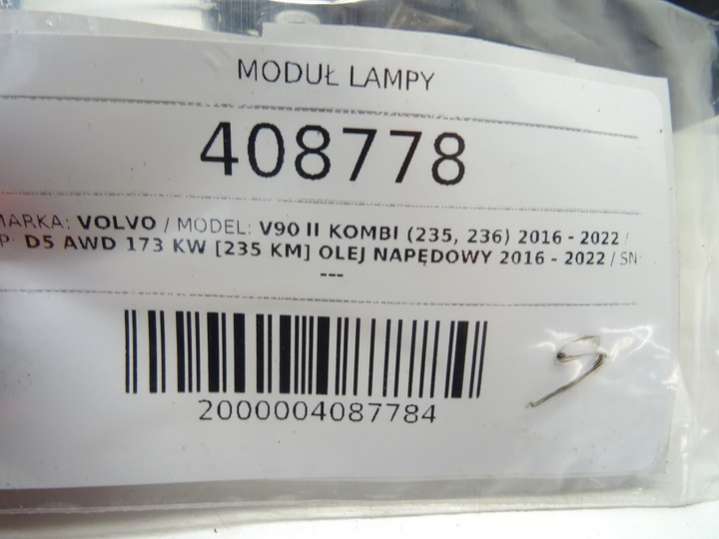 MODUŁ LAMPY
408778
MARKA: VOLVO / MODEL: V90 II KOMBI (235, 236) 2016 - 2022 /
P: D5 AWD 173 KW [235 KM] OLEJ NAPĘDOWY 2016 - 2022 / SN:
---
2000004087784